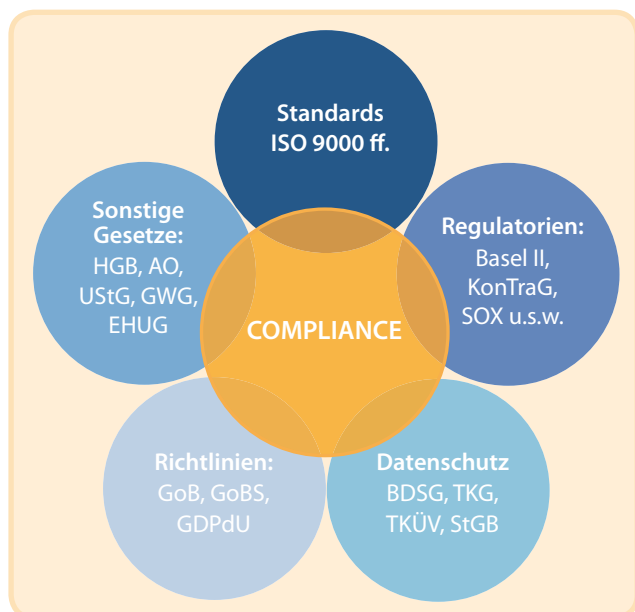 Standards
ISO 9000 ff.
Sonstige
Gesetze:
HGB, AO,
UStG, GWG,
EHUG
Regulatorien:
Basel II,
KonTraG,
SOX u.s.w.
COMPLIANCE
Richtlinien:
GoB, GoBS,
GDPdU
Datenschutz
BDSG, TKG,
TKÜV, StGB